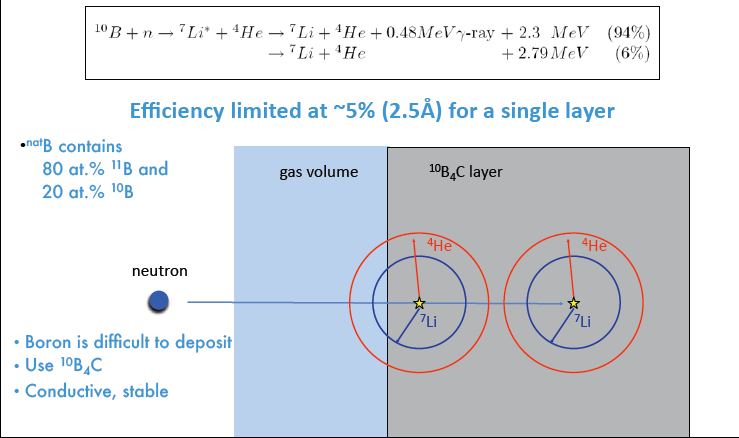 ¹⁰B + n → ⁷Li* + ⁴He → ⁷Li + ⁴He + 0.48MeV γ-ray + 2.3 MeV (94%)
→ ⁷Li + ⁴He + 2.79 MeV (6%)
Efficiency limited at ~5% (2.5Å) for a single layer
•ⁿᵃᵗB contains
80 at.% ¹¹B and
20 at.% ¹⁰B
gas volume
¹⁰B₄C layer
⁴He
⁴He
neutron
⁷Li
⁷Li
• Boron is difficult to deposit
• Use ¹⁰B₄C
• Conductive, stable